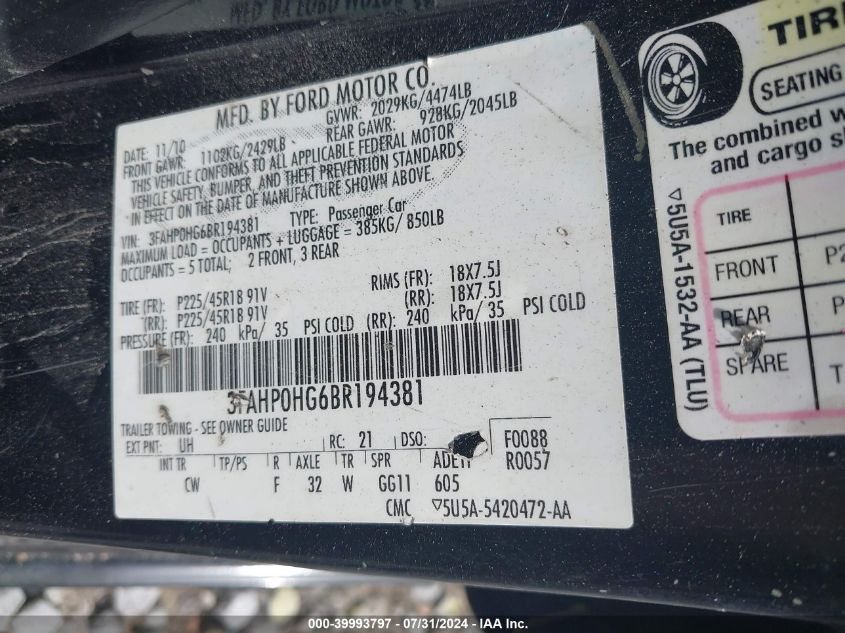 MFD. BY FORD MOTOR CO.
DATE: 11/10 GVWR: 2029KG/4474LB
FRONT GAWR: 1102KG/2429LB REAR GAWR: 928KG/2045LB
THIS VEHICLE CONFORMS TO ALL APPLICABLE FEDERAL MOTOR
VEHICLE SAFETY, BUMPER, AND THEFT PREVENTION STANDARDS
IN EFFECT ON THE DATE OF MANUFACTURE SHOWN ABOVE.
VIN: 3FAHP0HG6BR194381 TYPE: Passenger Car
MAXIMUM LOAD = OCCUPANTS + LUGGAGE = 385KG/ 850LB
OCCUPANTS = 5 TOTAL; 2 FRONT, 3 REAR
TIRE (FR): P225/45R18 91V RIMS (FR): 18X7.5J
(RR): P225/45R18 91V (RR): 18X7.5J
PRESSURE (FR): 240 kPa/ 35 PSI COLD (RR): 240 kPa/ 35 PSI COLD
3FAHP0HG6BR194381
TRAILER TOWING - SEE OWNER GUIDE
EXT PNT: UH RC: 21 DSO: F0088
R0057
INT TR TP/PS R AXLE TR SPR
CW F 32 W GG11 605
CMC ▽5U5A-5420472-AA
TIRE
SEATING
The combined
and cargo
▽5U5A-1532-AA (TLU)
TIRE
FRONT
REAR
SPARE
000-39993797 - 07/31/2024 - IAA Inc.